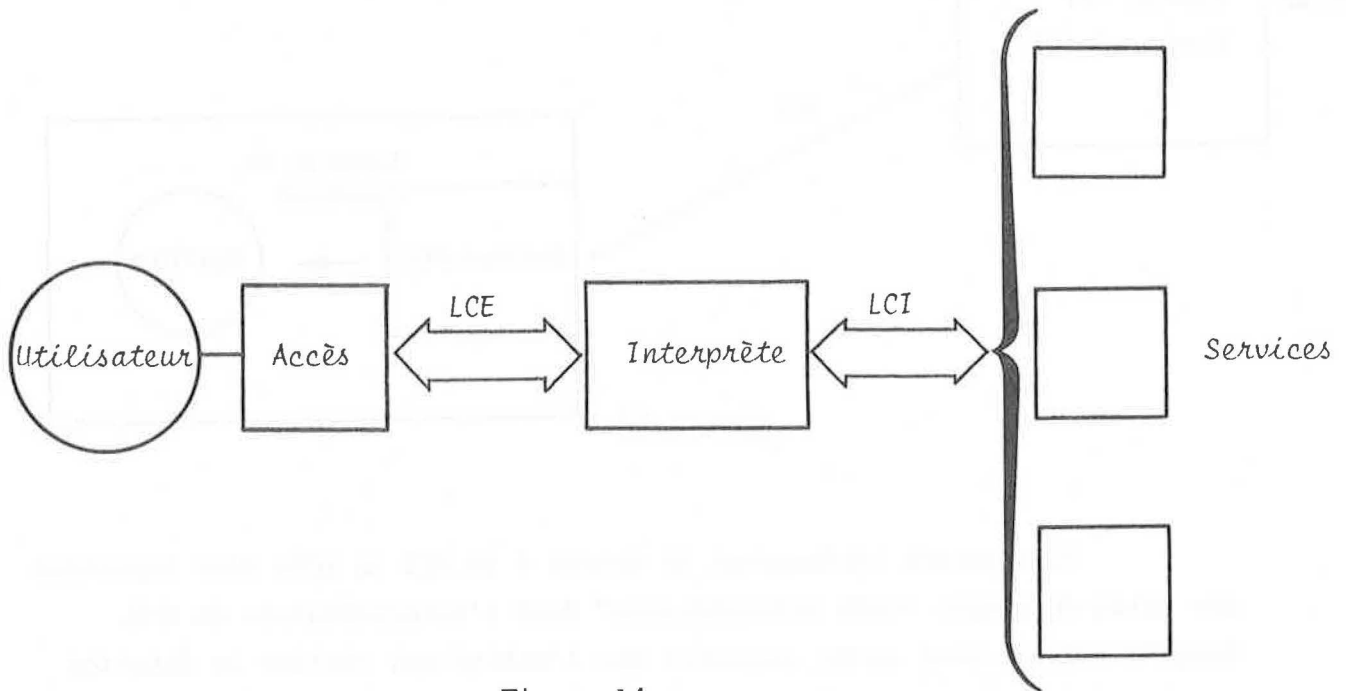 LCE
LCI
Utilisateur
Accès
Interprète
Services